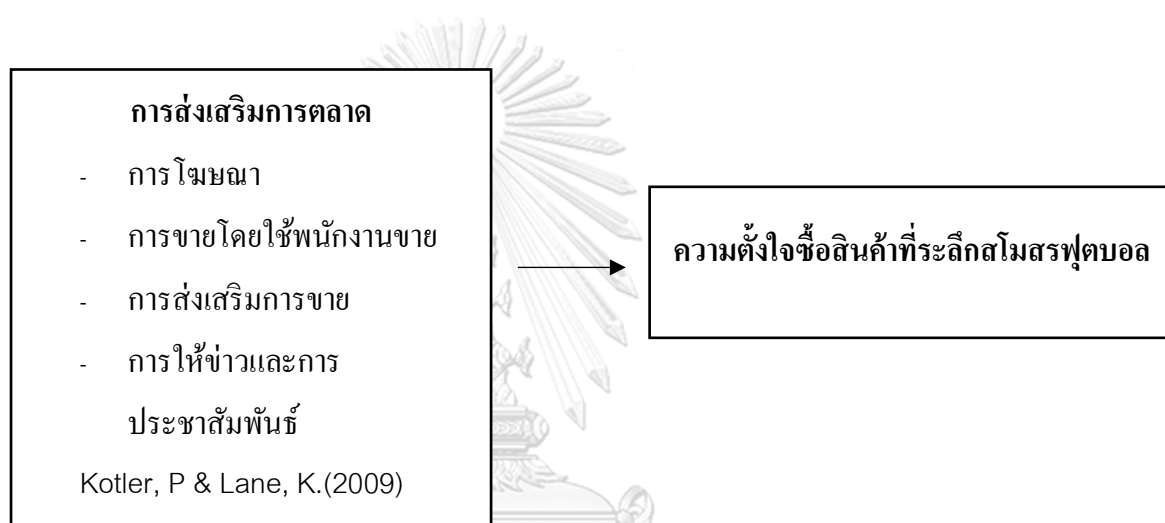 การส่งเสริมการตลาด
- การโฆษณา
- การขายโดยใช้พนักงานขาย
- การส่งเสริมการขาย
- การให้ข่าวและการ
ประชาสัมพันธ์
Kotler, P & Lane, K.(2009)
ความตั้งใจซื้อสินค้าที่ระลึกสโมสรฟุตบอล